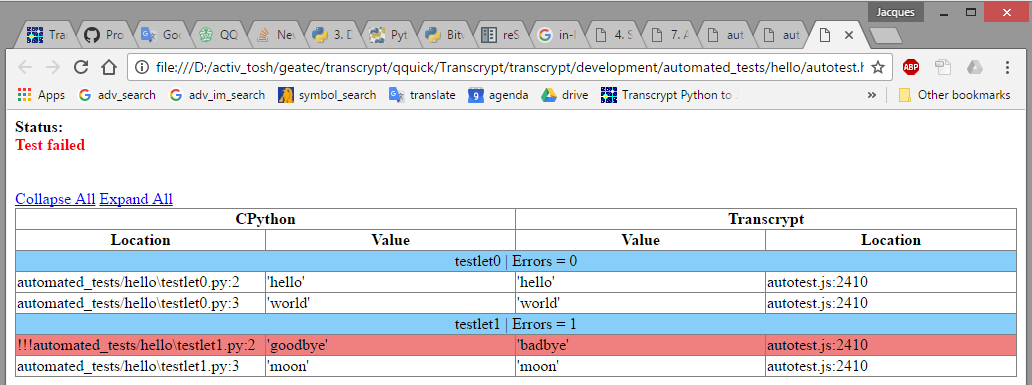 Jacques
Tra
Pro
Goo
QQ
Nev
3. D
Pyt
Bitv
reS
in-l
4. S
7. A
aut
aut
file:///D:/activ_tosh/geatec/transcrypt/qquick/Transcrypt/transcrypt/development/automated_tests/hello/autotest.h
ABP
Apps
adv_search
adv_im_search
symbol_search
translate
9 agenda
drive
Transcrypt Python to
»
Other bookmarks
Status:
Test failed
Collapse All Expand All
CPython Transcrypt
Location Value Value Location
testlet0 | Errors = 0
automated_tests/hello\testlet0.py:2 'hello' 'hello' autotest.js:2410
automated_tests/hello\testlet0.py:3 'world' 'world' autotest.js:2410
testlet1 | Errors = 1
!!!automated_tests/hello\testlet1.py:2 'goodbye' 'badbye' autotest.js:2410
automated_tests/hello\testlet1.py:3 'moon' 'moon' autotest.js:2410